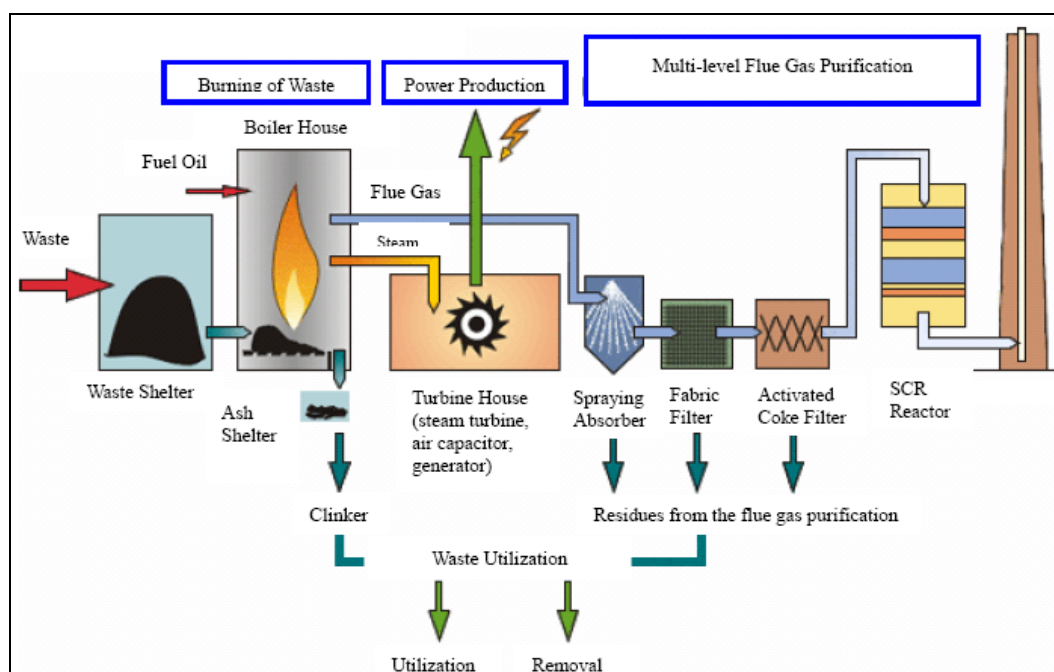 Burning of Waste
Power Production
Multi-level Flue Gas Purification
Boiler House
Fuel Oil
Flue Gas
Waste
Steam
Waste Shelter
Ash
Shelter
Turbine House
(steam turbine,
air capacitor,
generator)
Spraying
Absorber
Fabric
Filter
Activated
Coke Filter
SCR
Reactor
Clinker
Residues from the flue gas purification
Waste Utilization
Utilization
Removal